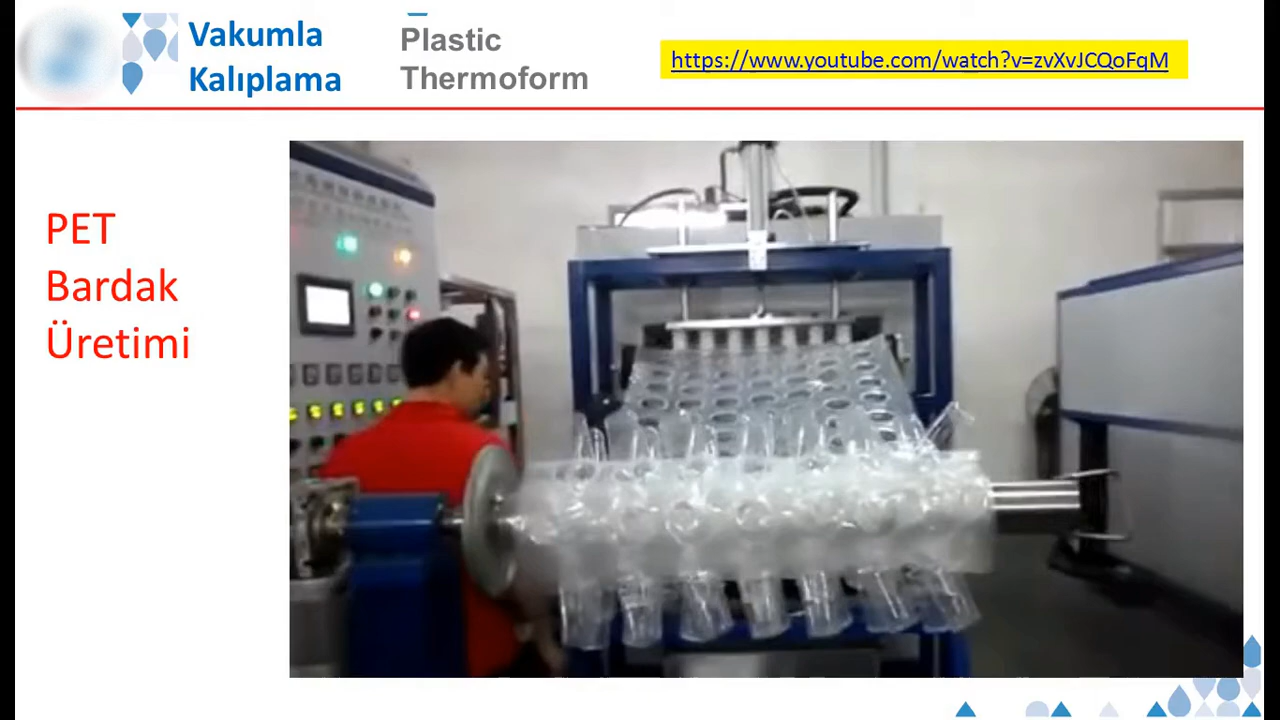 Vakumla
Kalıplama
Plastic
Thermoform
https://www.youtube.com/watch?v=zvXvJCQoFqM
PET
Bardak
Üretimi